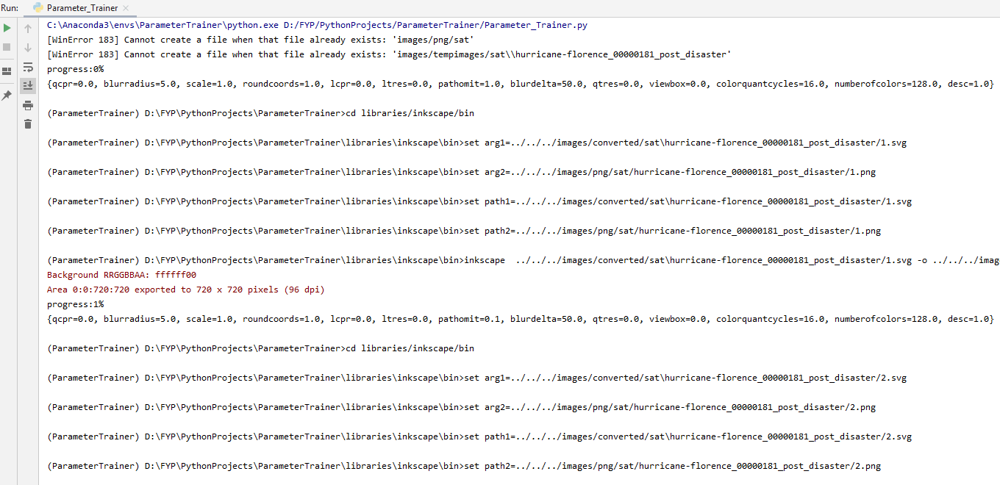 Run: Parameter_Trainer
C:\Anaconda3\envs\ParameterTrainer\python.exe D:/FYP/PythonProjects/ParameterTrainer/Parameter_Trainer.py
[WinError 183] Cannot create a file when that file already exists: 'images/png/sat'
[WinError 183] Cannot create a file when that file already exists: 'images/tempimages/sat\\hurricane-florence_00000181_post_disaster'
progress:0%
{qcpr=0.0, blurradius=5.0, scale=1.0, roundcoords=1.0, lcpr=0.0, ltres=0.0, pathomit=1.0, blurdelta=50.0, qtres=0.0, viewbox=0.0, colorquantcycles=16.0, numberofcolors=128.0, desc=1.0}
(ParameterTrainer) D:\FYP\PythonProjects\ParameterTrainer>cd libraries/inkscape/bin
(ParameterTrainer) D:\FYP\PythonProjects\ParameterTrainer\libraries\inkscape\bin>set arg1=../../../images/converted/sat\hurricane-florence_00000181_post_disaster/1.svg
(ParameterTrainer) D:\FYP\PythonProjects\ParameterTrainer\libraries\inkscape\bin>set arg2=../../../images/png/sat/hurricane-florence_00000181_post_disaster/1.png
(ParameterTrainer) D:\FYP\PythonProjects\ParameterTrainer\libraries\inkscape\bin>set path1=../../../images/converted/sat\hurricane-florence_00000181_post_disaster/1.svg
(ParameterTrainer) D:\FYP\PythonProjects\ParameterTrainer\libraries\inkscape\bin>set path2=../../../images/png/sat/hurricane-florence_00000181_post_disaster/1.png
(ParameterTrainer) D:\FYP\PythonProjects\ParameterTrainer\libraries\inkscape\bin>inkscape  ../../../images/converted/sat\hurricane-florence_00000181_post_disaster/1.svg -o ../../../imag
Background RRGGBBAA: ffffff00
Area 0:0:720:720 exported to 720 x 720 pixels (96 dpi)
progress:1%
{qcpr=0.0, blurradius=5.0, scale=1.0, roundcoords=1.0, lcpr=0.0, ltres=0.0, pathomit=0.1, blurdelta=50.0, qtres=0.0, viewbox=0.0, colorquantcycles=16.0, numberofcolors=128.0, desc=1.0}
(ParameterTrainer) D:\FYP\PythonProjects\ParameterTrainer>cd libraries/inkscape/bin
(ParameterTrainer) D:\FYP\PythonProjects\ParameterTrainer\libraries\inkscape\bin>set arg1=../../../images/converted/sat\hurricane-florence_00000181_post_disaster/2.svg
(ParameterTrainer) D:\FYP\PythonProjects\ParameterTrainer\libraries\inkscape\bin>set arg2=../../../images/png/sat/hurricane-florence_00000181_post_disaster/2.png
(ParameterTrainer) D:\FYP\PythonProjects\ParameterTrainer\libraries\inkscape\bin>set path1=../../../images/converted/sat\hurricane-florence_00000181_post_disaster/2.svg
(ParameterTrainer) D:\FYP\PythonProjects\ParameterTrainer\libraries\inkscape\bin>set path2=../../../images/png/sat/hurricane-florence_00000181_post_disaster/2.png